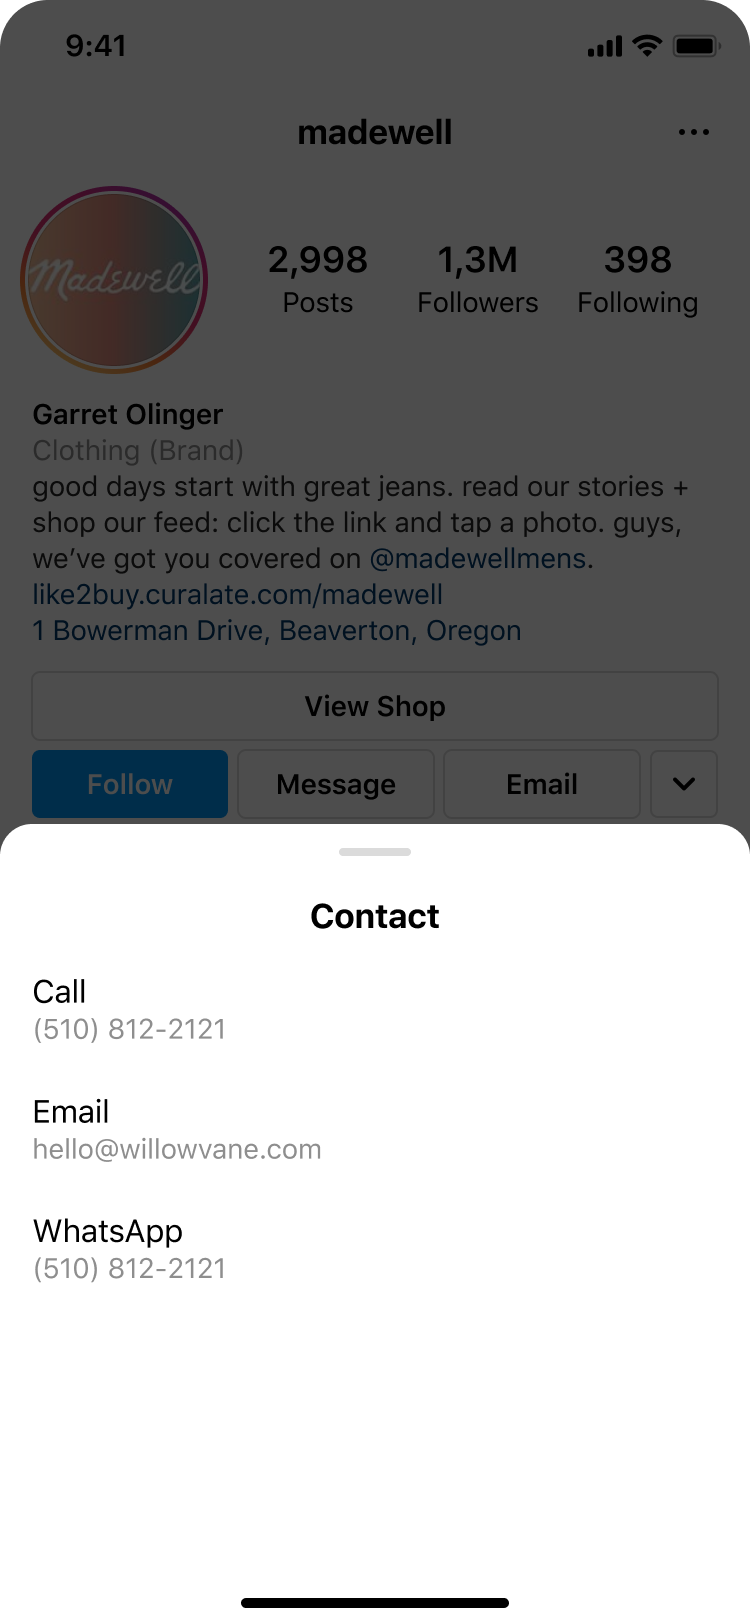 9:41
madewell
Madewell
2,998 1,3M 398
Posts Followers Following
Garret Olinger
Clothing (Brand)
good days start with great jeans. read our stories +
shop our feed: click the link and tap a photo. guys,
we’ve got you covered on @madewellmens.
like2buy.curalate.com/madewell
1 Bowerman Drive, Beaverton, Oregon
View Shop
Follow Message Email
Contact
Call
(510) 812-2121
Email
hello@willowvane.com
WhatsApp
(510) 812-2121